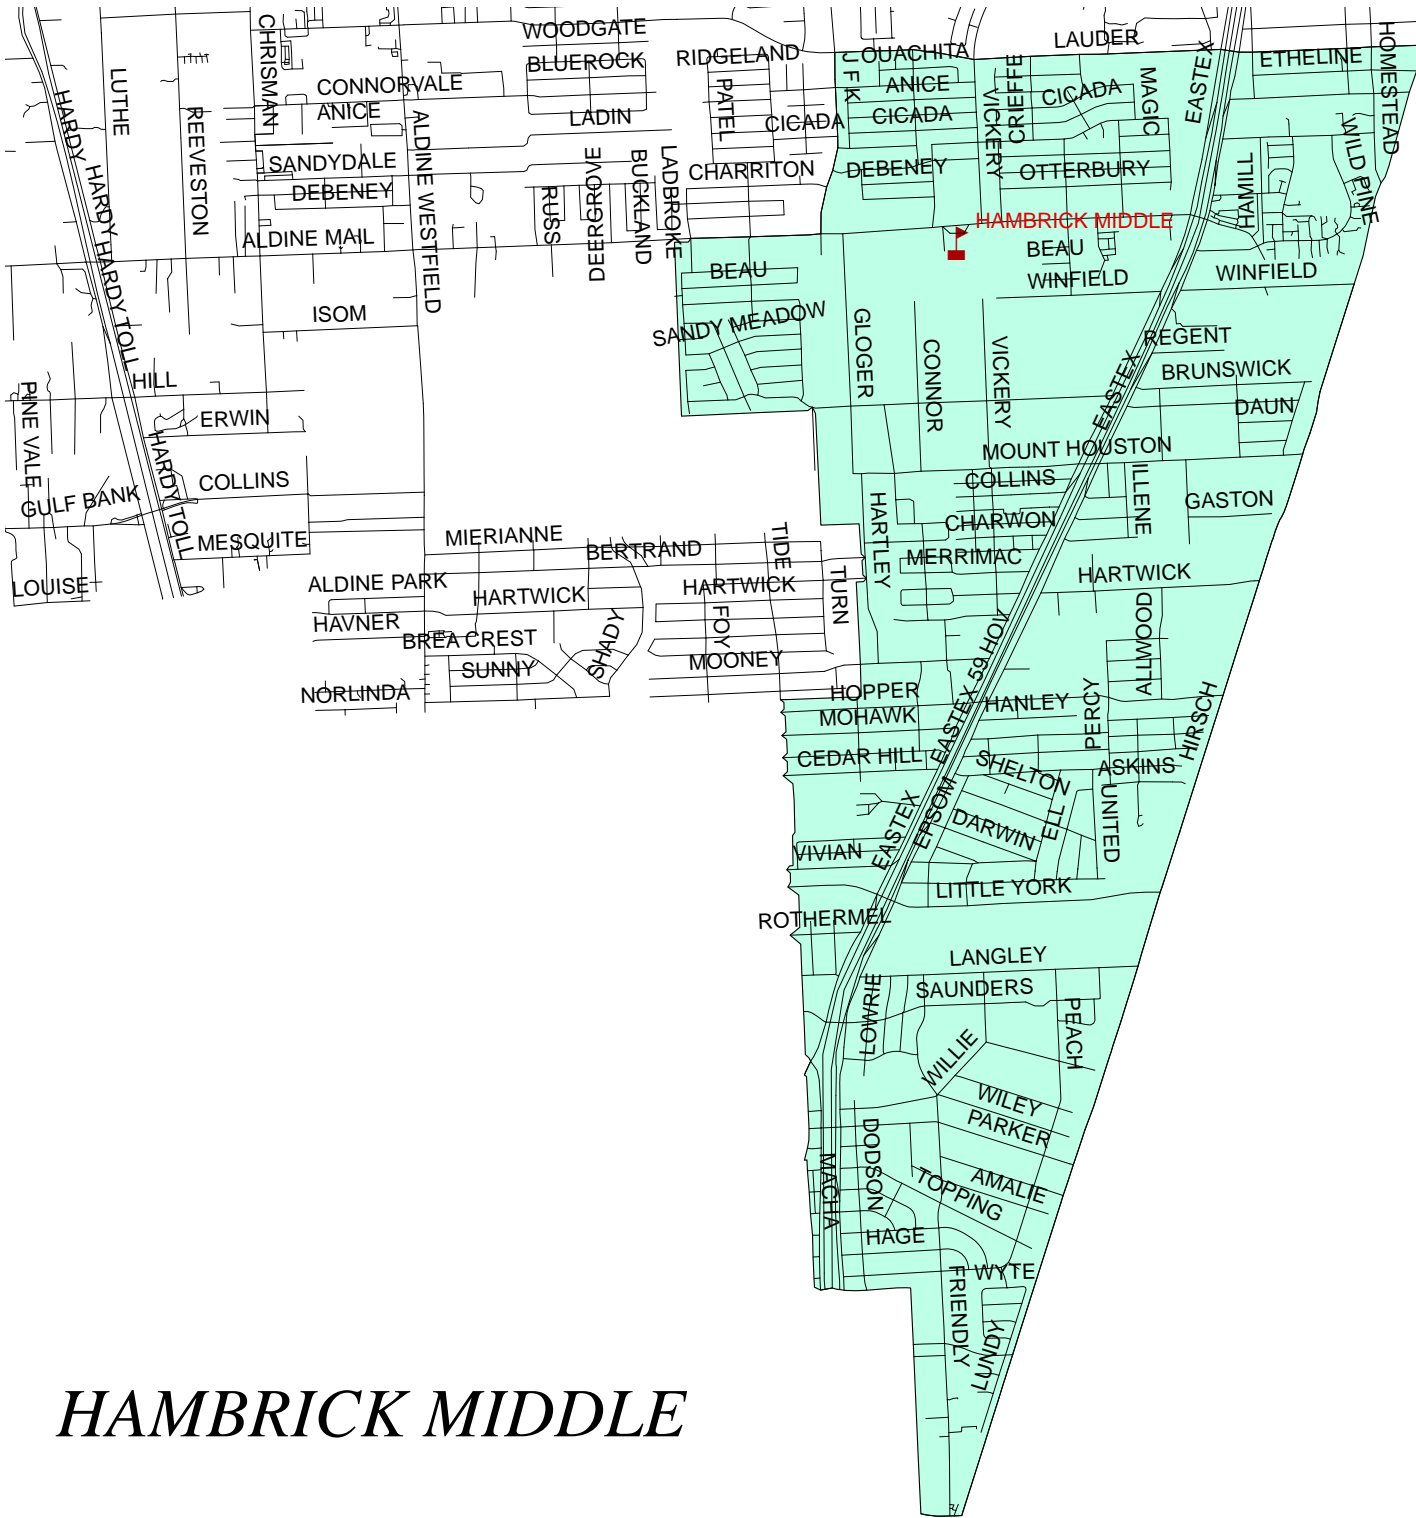 WOODGATE
LAUDER
CHRISMAN
HOMESTEAD
BLUEROCK
RIDGELAND
J F K
OUACHITA
EASTEX
ETHELINE
LUTHE
CONNORVALE
ANICE
PATEL
ANICE
VICKERY
CRIEFFE
CICADA
MAGIC
HARDY
REEVESTON
ALDINE WESTFIELD
LADIN
CICADA
CICADA
WILD PINE
SANDYDALE
DEBENEY
RUSS
DEERGROVE
BUCKLAND
LADBROKE
CHARRITON
DEBENEY
OTTERBURY
HAMILL
HARDY
HARDY TOLL
ALDINE MAIL
HAMBRICK MIDDLE
BEAU
BEAU
WINFIELD
WINFIELD
ISOM
SANDY MEADOW
GLOGER
CONNOR
VICKERY
EASTEX
REGENT
BRUNSWICK
HILL
PINE VALE
ERWIN
DAUN
HARDY TOLL
MOUNT HOUSTON
COLLINS
COLLINS
ILLENE
GULF BANK
HARTLEY
GASTON
MESQUITE
MIERIANNE
BERTRAND
TIDE
CHARWON
MERRIMAC
LOUISE
ALDINE PARK
HARTWICK
HARTWICK
TURN
HARTWICK
HAVNER
BREA CREST
SHADY
FOY
ALTWOOD
SUNNY
MOONEY
EASTEX 59 HOV
NORLINDA
HOPPER
HANLEY
PERCY
HIRSCH
MOHAWK
CEDAR HILL
SHELTON
ASKINS
EASTEX
EPSOM
DARWIN
ELL
UNITED
VIVIAN
LITTLE YORK
ROTHERMEL
LANGLEY
LOWRIE
SAUNDERS
PEACH
WILLIE
WILEY
PARKER
MACHA
DODSON
AMALIE
TOPPING
HAGE
FRIENDLY
WYTE
LUNDY
HAMBRICK MIDDLE